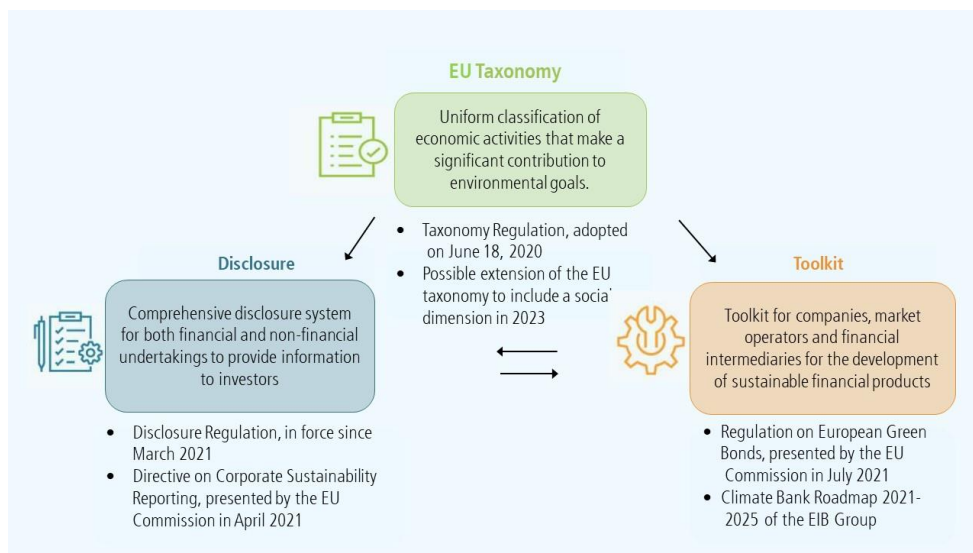 EU Taxonomy
Uniform classification of
economic activities that make a
significant contribution to
environmental goals.
• Taxonomy Regulation, adopted
on June 18, 2020
• Possible extension of the EU
taxonomy to include a social
dimension in 2023
Disclosure
Comprehensive disclosure system
for both financial and non-financial
undertakings to provide information
to investors
• Disclosure Regulation, in force since
March 2021
• Directive on Corporate Sustainability
Reporting, presented by the EU
Commission in April 2021
Toolkit
Toolkit for companies, market
operators and financial
intermediaries for the development
of sustainable financial products
• Regulation on European Green
Bonds, presented by the EU
Commission in July 2021
• Climate Bank Roadmap 2021-
2025 of the EIB Group